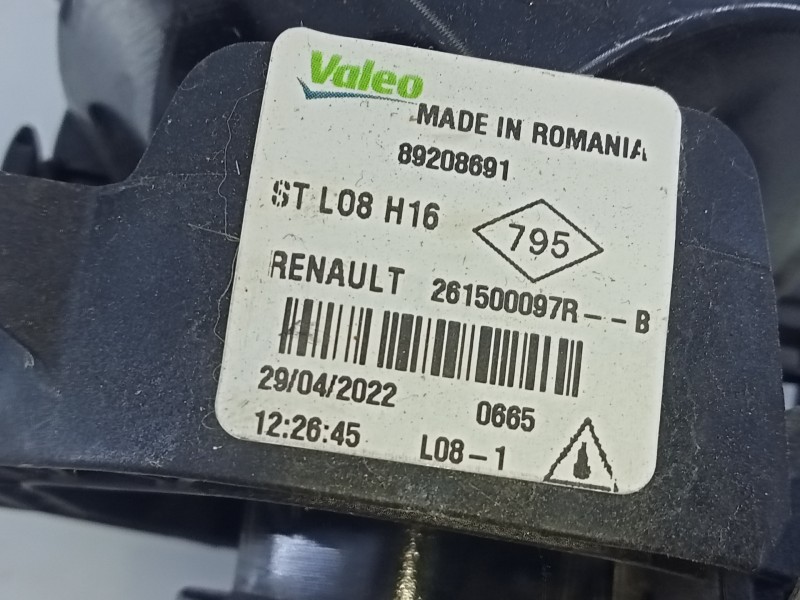 Valeo
MADE IN ROMANIA
89208691
ST L08 H16
795
RENAULT 261500097R--B
29/04/2022 0665
12:26:45 L08-1